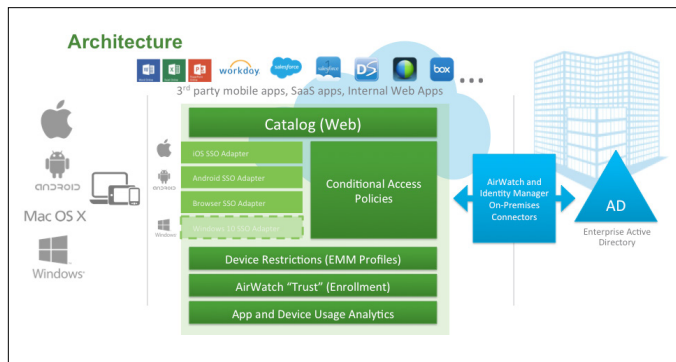 Architecture
workday.
salesforce
salesforce
DS
box
...
3rd party mobile apps, SaaS apps, Internal Web Apps
Catalog (Web)
iOS SSO Adapter
Android SSO Adapter
Browser SSO Adapter
Windows 10 SSO Adapter
Conditional Access
Policies
Device Restrictions (EMM Profiles)
AirWatch “Trust” (Enrollment)
App and Device Usage Analytics
android
Mac OS X
Windows
android
Windows
AirWatch and
Identity Manager
On-Premises
Connectors
AD
Enterprise Active
Directory